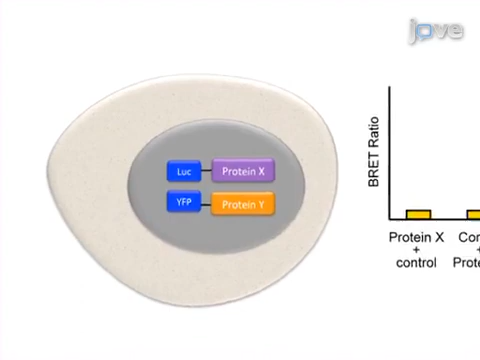 jove
Luc
Protein X
YFP
Protein Y
BRET Ratio
Protein X
+
control
+